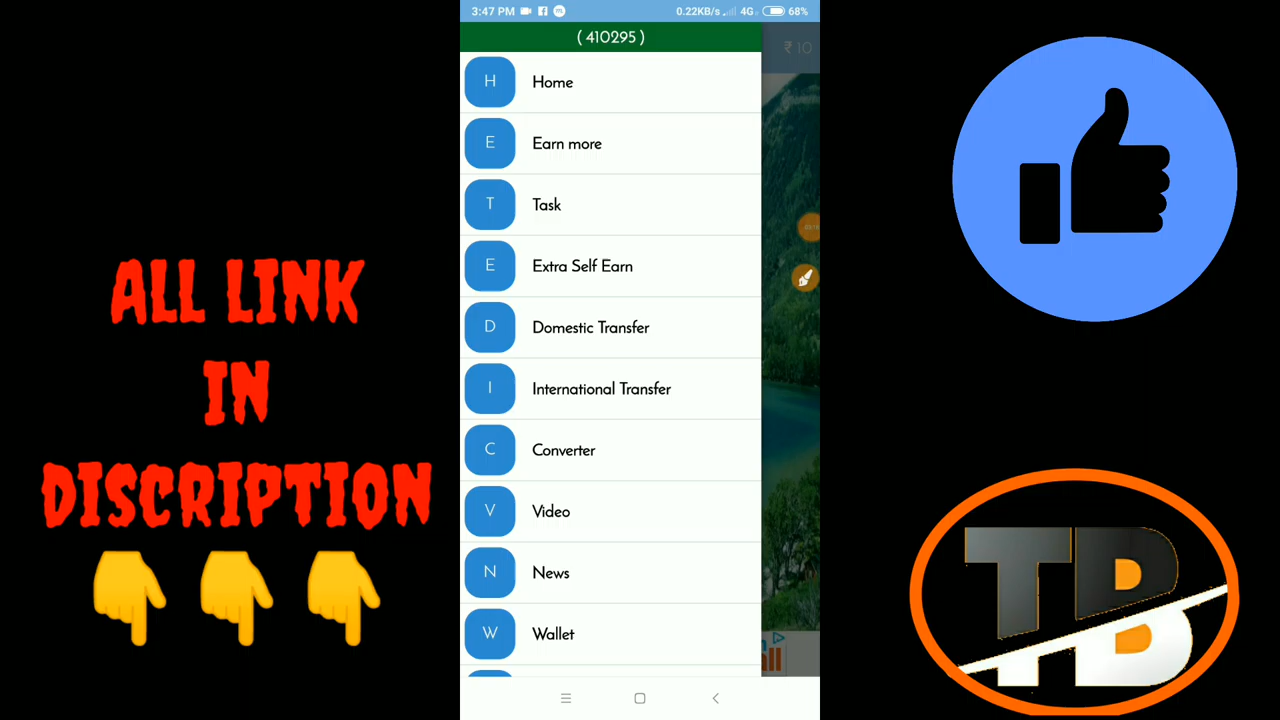 3:47 PM
0.22KB/s 4G 68%
( 410295 )
₹ 10
H Home
E Earn more
T Task
E Extra Self Earn
D Domestic Transfer
I International Transfer
C Converter
V Video
N News
W Wallet
ALL LINK
IN
DISCRIPTION
TB